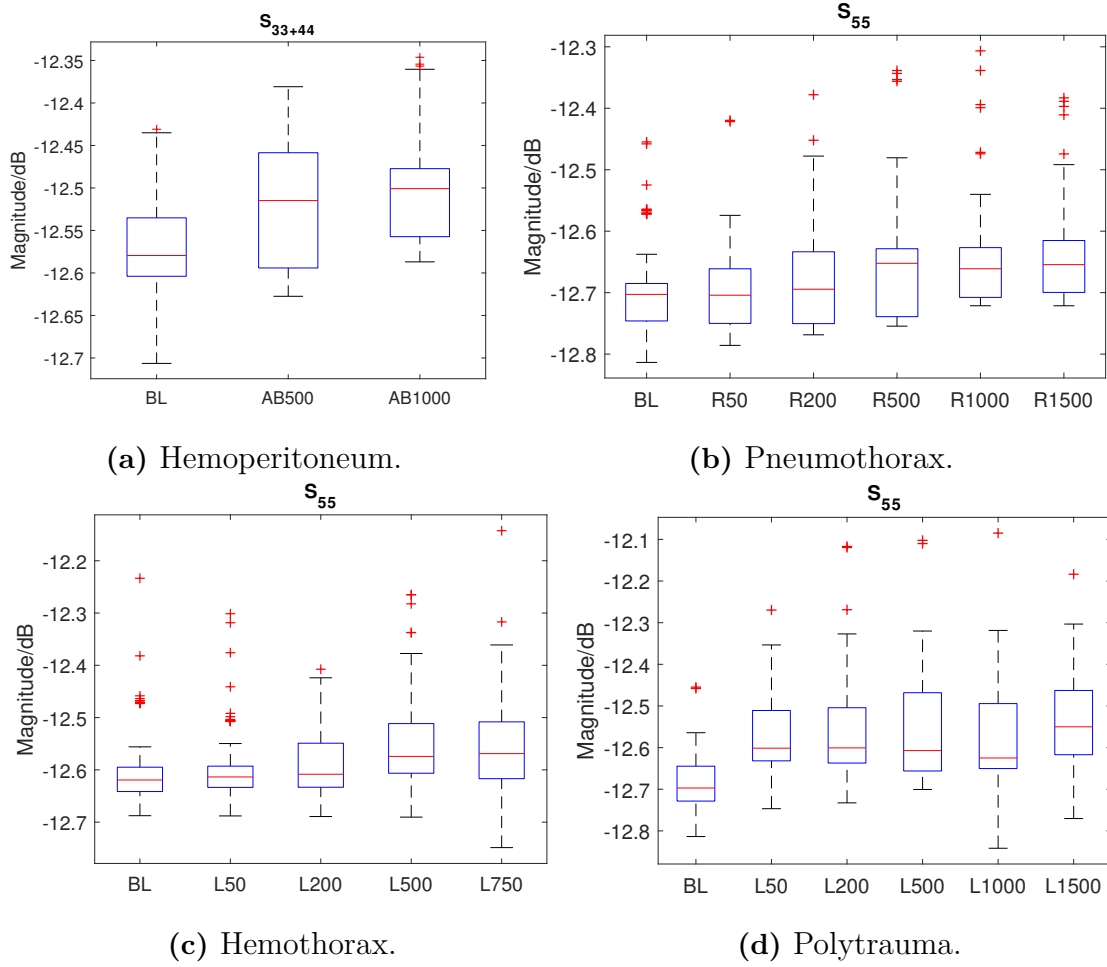 S33+44
Magnitude/dB
-12.35
-12.4
-12.45
-12.5
-12.55
-12.6
-12.65
-12.7
BL AB500 AB1000
(a) Hemoperitoneum.
S55
Magnitude/dB
-12.3
-12.4
-12.5
-12.6
-12.7
-12.8
BL R50 R200 R500 R1000 R1500
(b) Pneumothorax.
S55
Magnitude/dB
-12.2
-12.3
-12.4
-12.5
-12.6
-12.7
BL L50 L200 L500 L750
(c) Hemothorax.
S55
Magnitude/dB
-12.1
-12.2
-12.3
-12.4
-12.5
-12.6
-12.7
-12.8
BL L50 L200 L500 L1000 L1500
(d) Polytrauma.